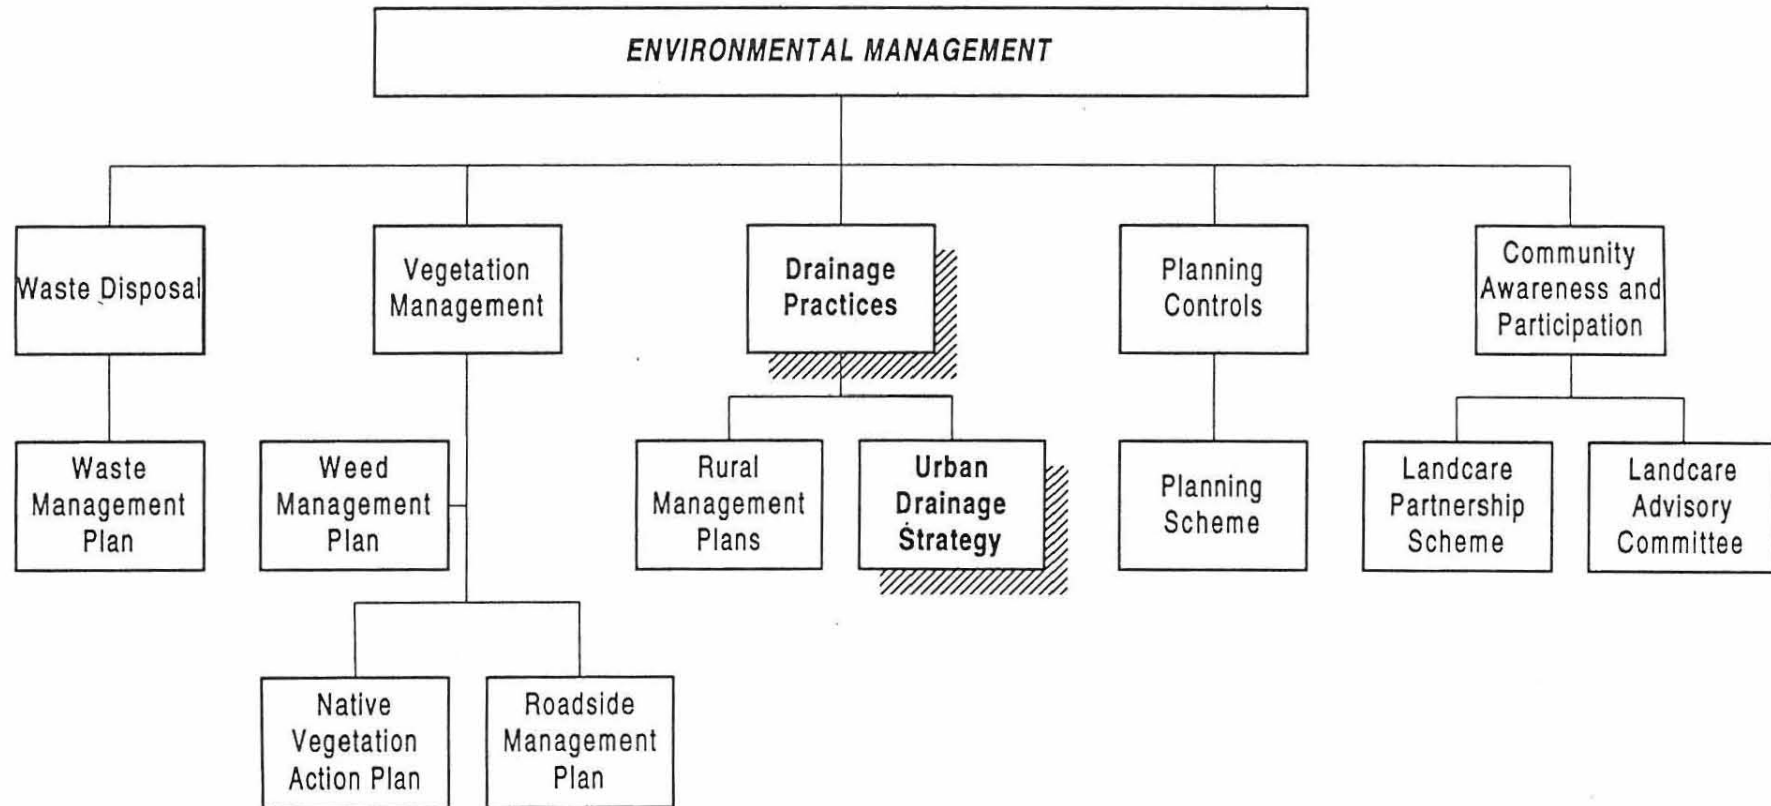 ENVIRONMENTAL MANAGEMENT
Waste Disposal
Vegetation
Management
Drainage
Practices
Planning
Controls
Community
Awareness and
Participation
Waste
Management
Plan
Weed
Management
Plan
Rural
Management
Plans
Urban
Drainage
Strategy
Planning
Scheme
Landcare
Partnership
Scheme
Landcare
Advisory
Committee
Native
Vegetation
Action Plan
Roadside
Management
Plan